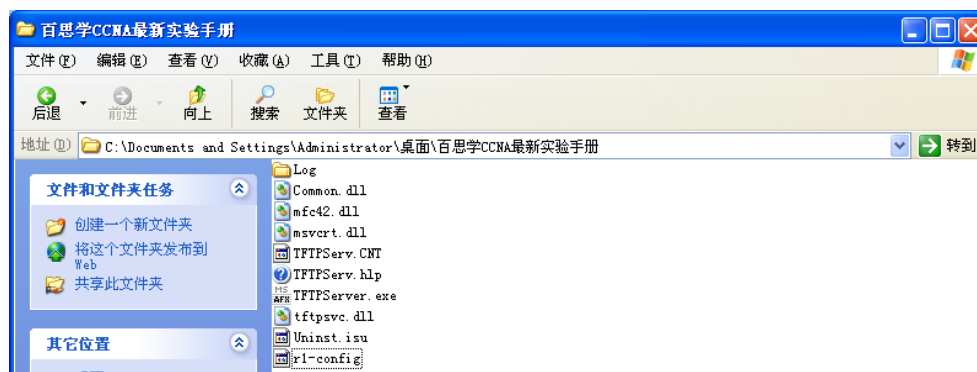 百思学CCNA最新实验手册
文件(F) 编辑(E) 查看(V) 收藏(A) 工具(T) 帮助(H)
后退 前进 向上 搜索 文件夹 查看
地址(D) C:\Documents and Settings\Administrator\桌面\百思学CCNA最新实验手册 转到
文件和文件夹任务
创建一个新文件夹
将这个文件夹发布到
Web
共享此文件夹
其它位置
Log
Common.dll
mfc42.dll
msvcrt.dll
TFTPServ.CNT
TFTPServ.hlp
MS
AFX
TFTPServer.exe
tftpsvc.dll
Uninst.isu
r1-config